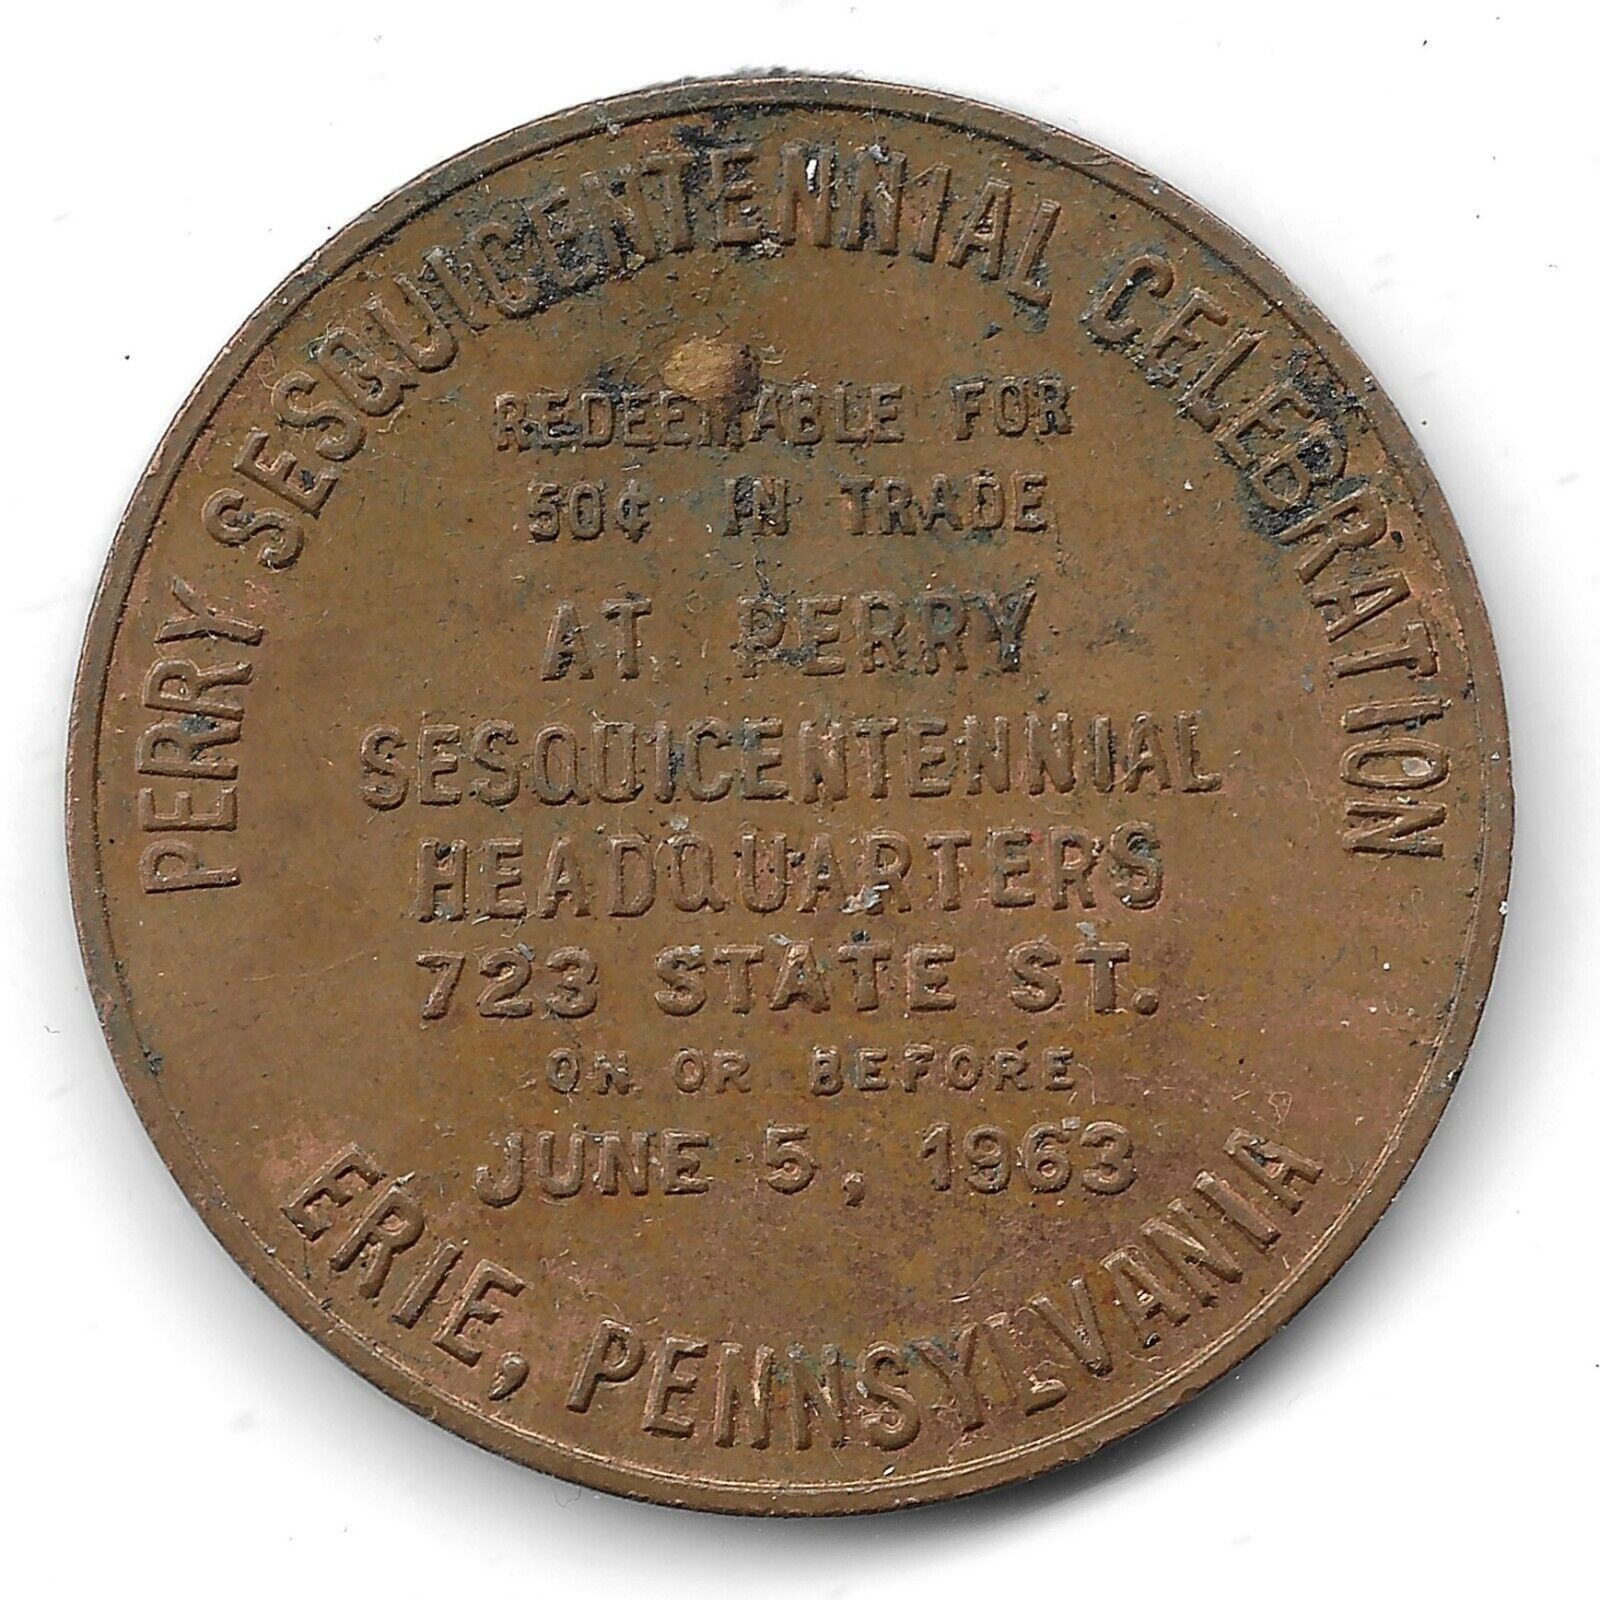 PERRY SESQUICENTENNIAL CELEBRATION
REDEEMABLE FOR
50¢ IN TRADE
AT PERRY
SESQUICENTENNIAL
HEADQUARTERS
723 STATE ST.
ON OR BEFORE
JUNE 5, 1963
ERIE, PENNSYLVANIA